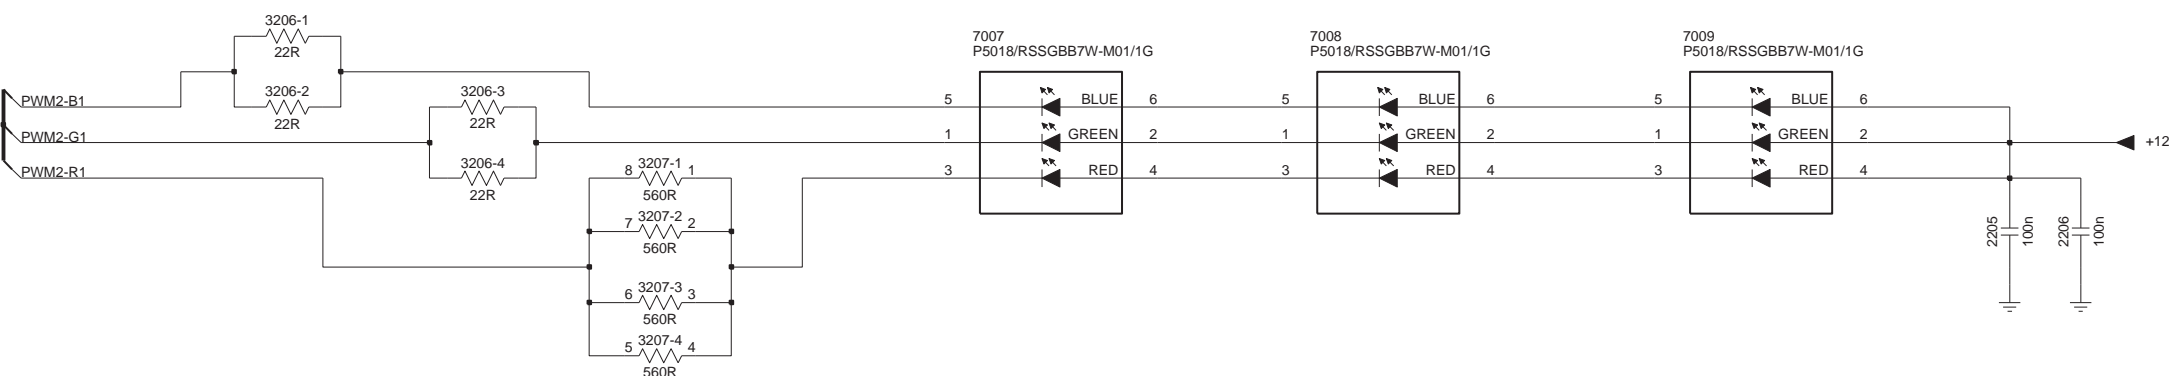 3206-1
22R
3206-2
22R
PWM2-B1
PWM2-G1
PWM2-R1
3206-3
22R
3206-4
22R
8 3207-1 1
560R
7 3207-2 2
560R
6 3207-3 3
560R
5 3207-4 4
560R
7007
P5018/RSSGBB7W-M01/1G
5 BLUE 6
1 GREEN 2
3 RED 4
7008
P5018/RSSGBB7W-M01/1G
5 BLUE 6
1 GREEN 2
3 RED 4
7009
P5018/RSSGBB7W-M01/1G
5 BLUE 6
1 GREEN 2
3 RED 4
+12
2205
100n
2206
100n